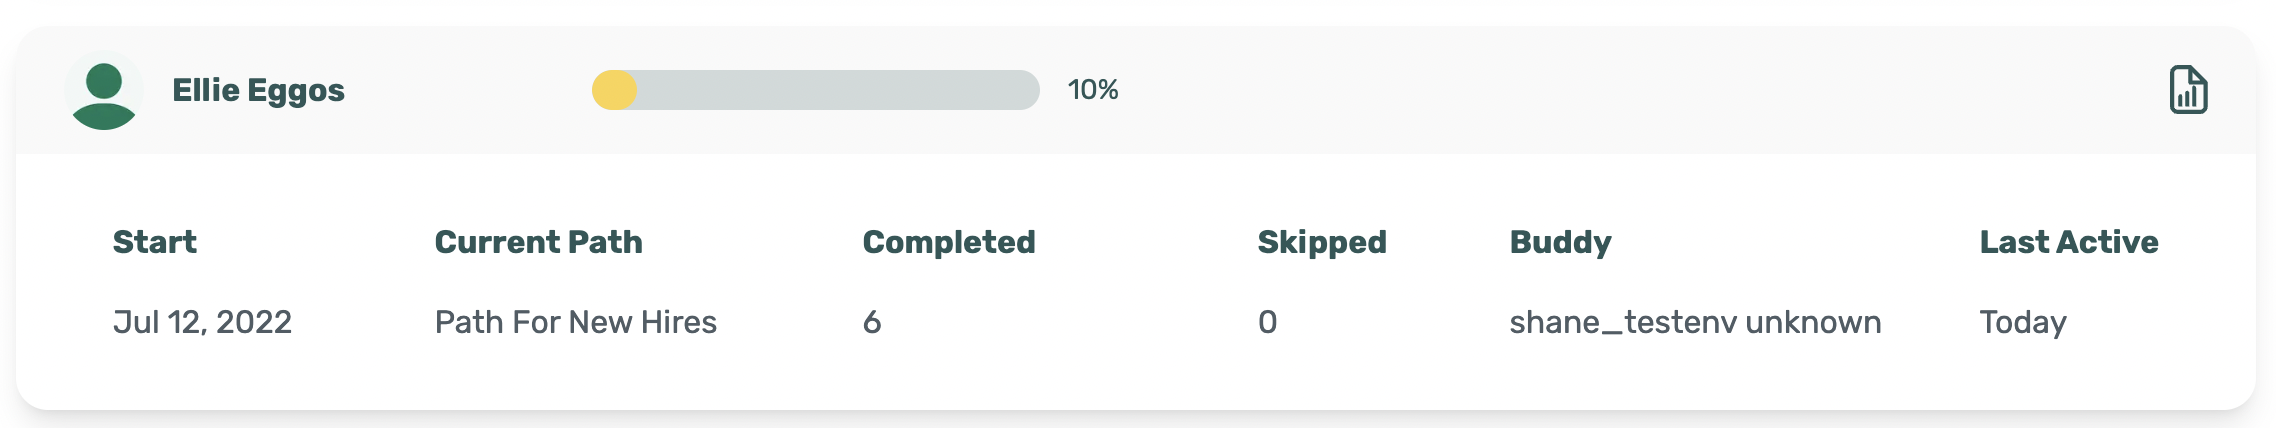 Ellie Eggos
10%
Start Current Path Completed Skipped Buddy Last Active
Jul 12, 2022 Path For New Hires 6 0 shane_testenv unknown Today